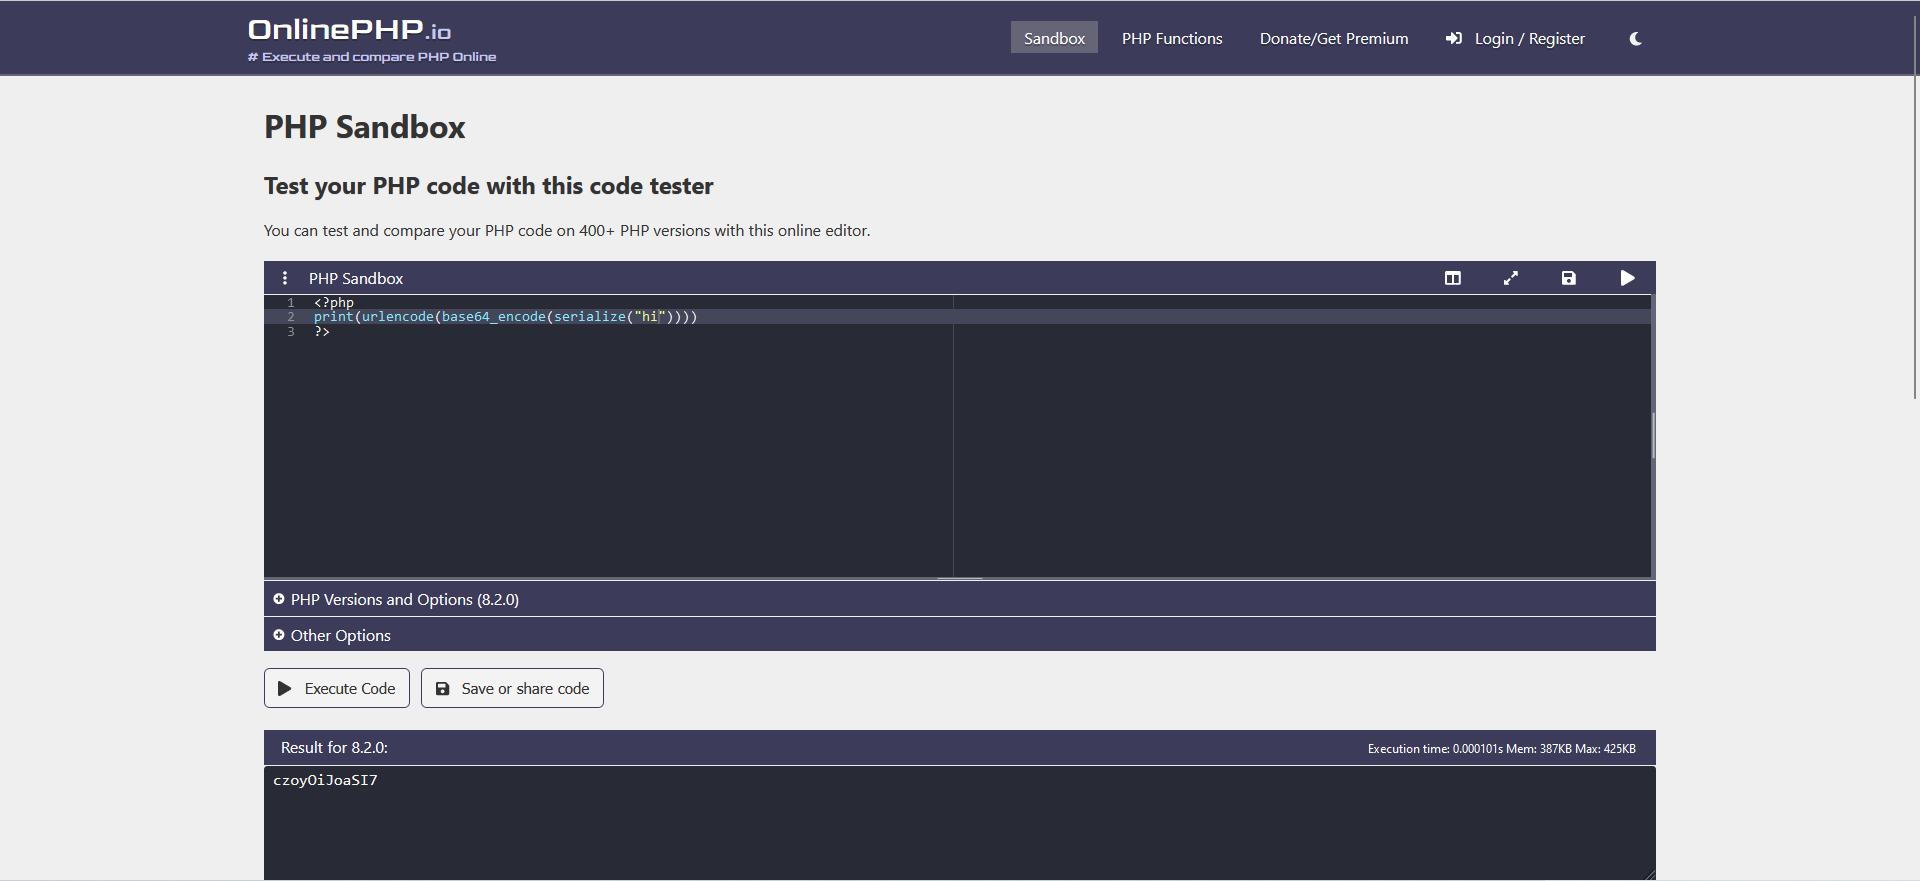 OnlinePHP.io
# Execute and compare PHP Online
Sandbox
PHP Functions
Donate/Get Premium
Login / Register
PHP Sandbox
Test your PHP code with this code tester
You can test and compare your PHP code on 400+ PHP versions with this online editor.
PHP Sandbox
1 <?php
2 print(urlencode(base64_encode(serialize("hi"))))
3 ?>
PHP Versions and Options (8.2.0)
Other Options
Execute Code
Save or share code
Result for 8.2.0:
Execution time: 0.000101s Mem: 387KB Max: 425KB
czoyOiJoaSI7